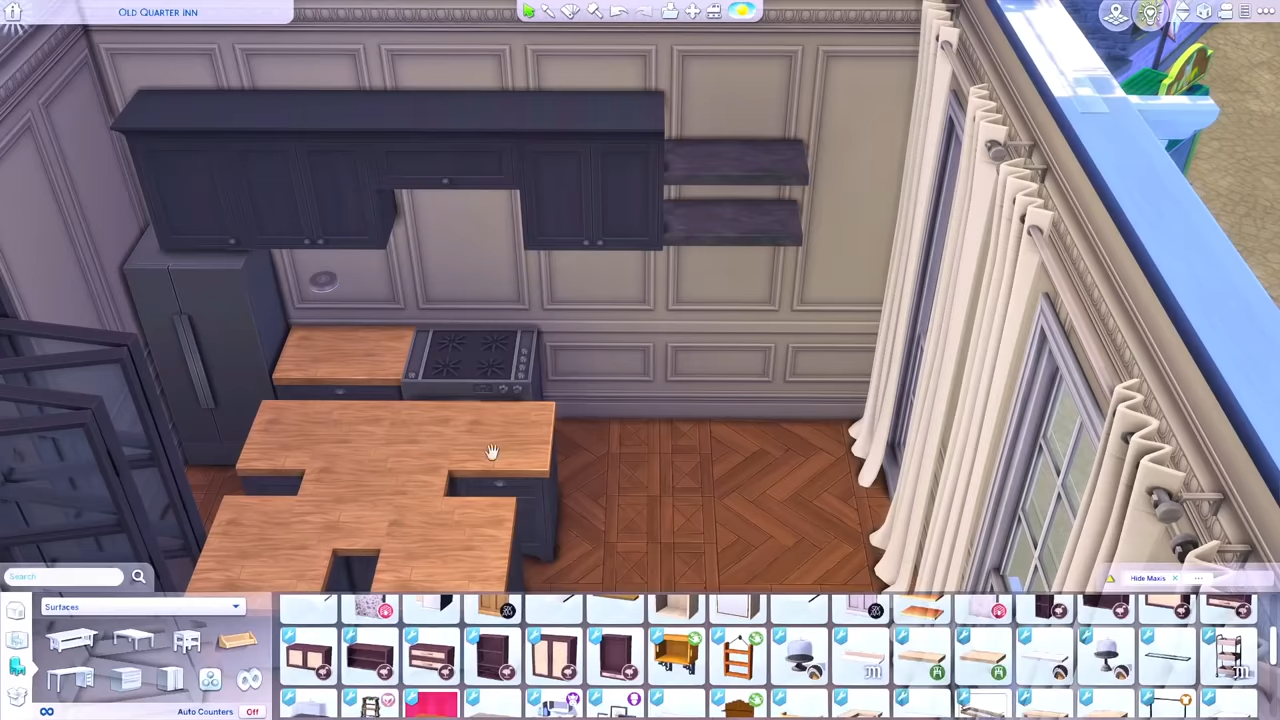 OLD QUARTER INN
Search
Hide Maxis
Surfaces
Auto Counters
Off